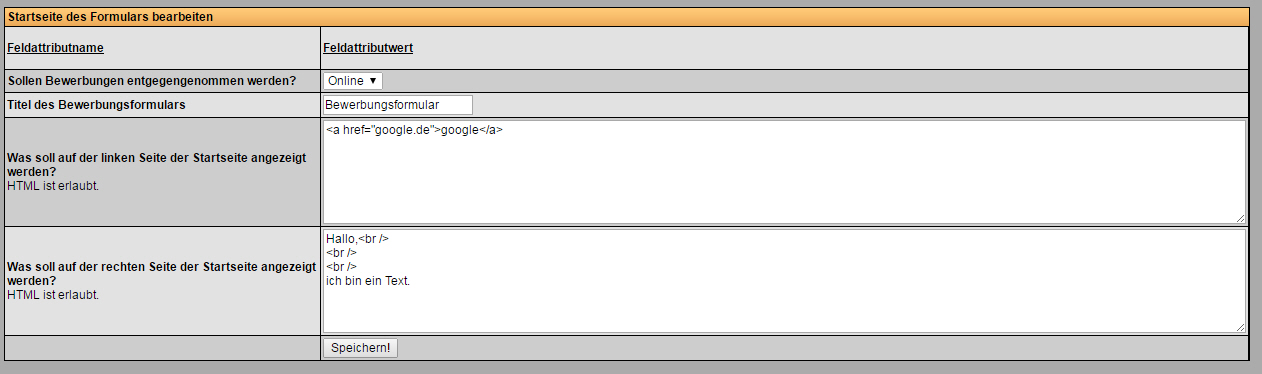 Startseite des Formulars bearbeiten
Feldattributname Feldattributwert
Sollen Bewerbungen entgegengenommen werden? Online
Titel des Bewerbungsformulars Bewerbungsformular
Was soll auf der linken Seite der Startseite angezeigt
werden?
HTML ist erlaubt.
<a href="google.de">google</a>
Was soll auf der rechten Seite der Startseite angezeigt
werden?
HTML ist erlaubt.
Hallo,<br />
<br />
<br />
ich bin ein Text.
Speichern!